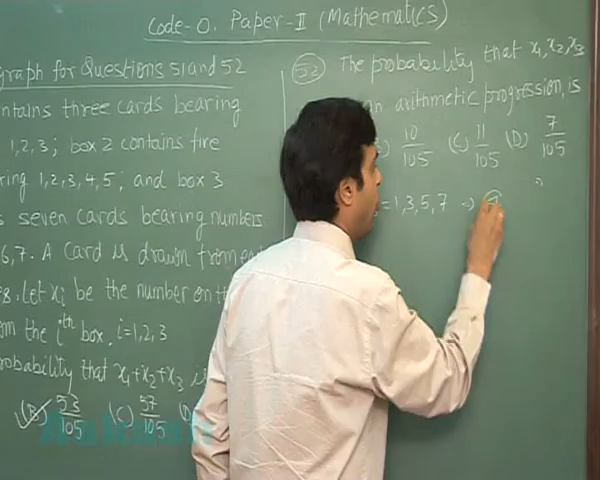 Code-0. Paper-II (Mathematics)
graph for Questions 51 and 52
ntains three cards bearing
1,2,3; box 2 contains five
ring 1,2,3,4,5; and box 3
s seven cards bearing numbers
6,7. A Card is drawn from
Let xi be the number on th
om the ith box, i=1,2,3
robability that x1+x2+x3 is
(B) 53/105 (C) 57/105 (D)
52 The probability that x1, x2, x3
an arithmetic progression, is
10/105 (C) 11/105 (D) 7/105
=1,3,5,7 →
Aakash